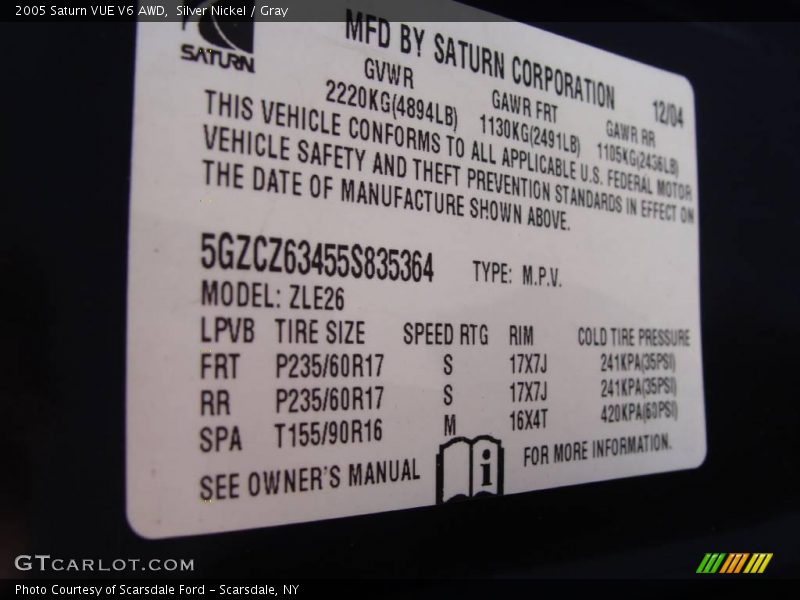 2005 Saturn VUE V6 AWD, Silver Nickel / Gray
SATURN
MFD BY SATURN CORPORATION
12/04
GVWR GAWR FRT GAWR RR
2220KG(4894LB) 1130KG(2491LB) 1105KG(2436LB)
THIS VEHICLE CONFORMS TO ALL APPLICABLE U.S. FEDERAL MOTOR
VEHICLE SAFETY AND THEFT PREVENTION STANDARDS IN EFFECT ON
THE DATE OF MANUFACTURE SHOWN ABOVE.
5GZCZ63455S835364 TYPE: M.P.V.
MODEL: ZLE26
LPVB TIRE SIZE SPEED RTG RIM COLD TIRE PRESSURE
FRT P235/60R17 S 17X7J 241KPA(35PSI)
RR P235/60R17 S 17X7J 241KPA(35PSI)
SPA T155/90R16 M 16X4T 420KPA(60PSI)
SEE OWNER'S MANUAL i FOR MORE INFORMATION.
GTCARLOT.COM
Photo Courtesy of Scarsdale Ford - Scarsdale, NY